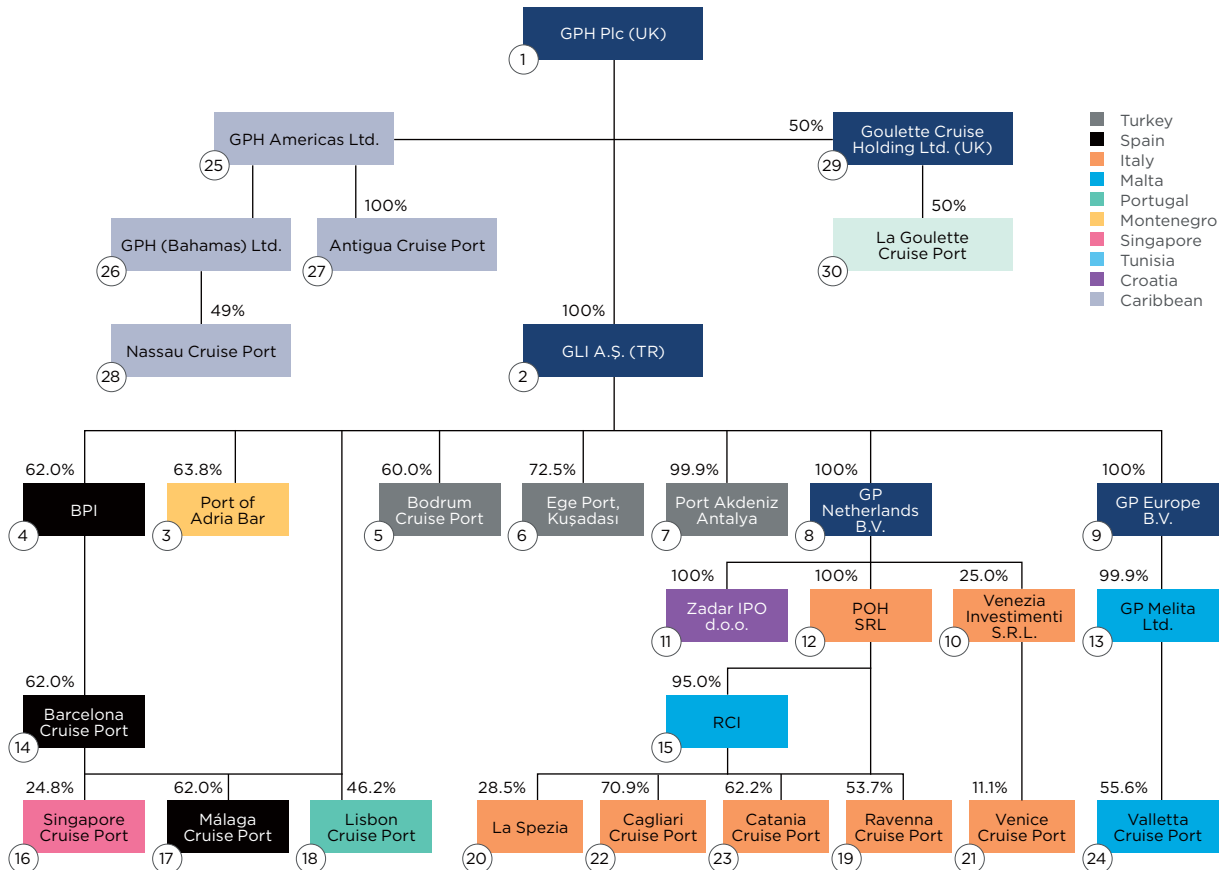 GPH Plc (UK)
1
GPH Americas Ltd.
25
50%
Goulette Cruise
Holding Ltd. (UK)
29
Turkey
Spain
Italy
Malta
Portugal
Montenegro
Singapore
Tunisia
Croatia
Caribbean
GPH (Bahamas) Ltd.
26
100%
Antigua Cruise Port
27
50%
La Goulette
Cruise Port
30
49%
Nassau Cruise Port
28
100%
GLI A.Ş. (TR)
2
62.0%
BPI
4
63.8%
Port of
Adria Bar
3
60.0%
Bodrum
Cruise Port
5
72.5%
Ege Port,
Kuşadası
6
99.9%
Port Akdeniz
Antalya
7
100%
GP
Netherlands
B.V.
8
100%
GP Europe
B.V.
9
100%
Zadar IPO
d.o.o.
11
100%
POH
SRL
12
25.0%
Venezia
Investimenti
S.R.L.
10
99.9%
GP Melita
Ltd.
13
62.0%
Barcelona
Cruise Port
14
95.0%
RCI
15
24.8%
Singapore
Cruise Port
16
62.0%
Málaga
Cruise Port
17
46.2%
Lisbon
Cruise Port
18
28.5%
La Spezia
20
70.9%
Cagliari
Cruise Port
22
62.2%
Catania
Cruise Port
23
53.7%
Ravenna
Cruise Port
19
11.1%
Venice
Cruise Port
21
55.6%
Valletta
Cruise Port
24